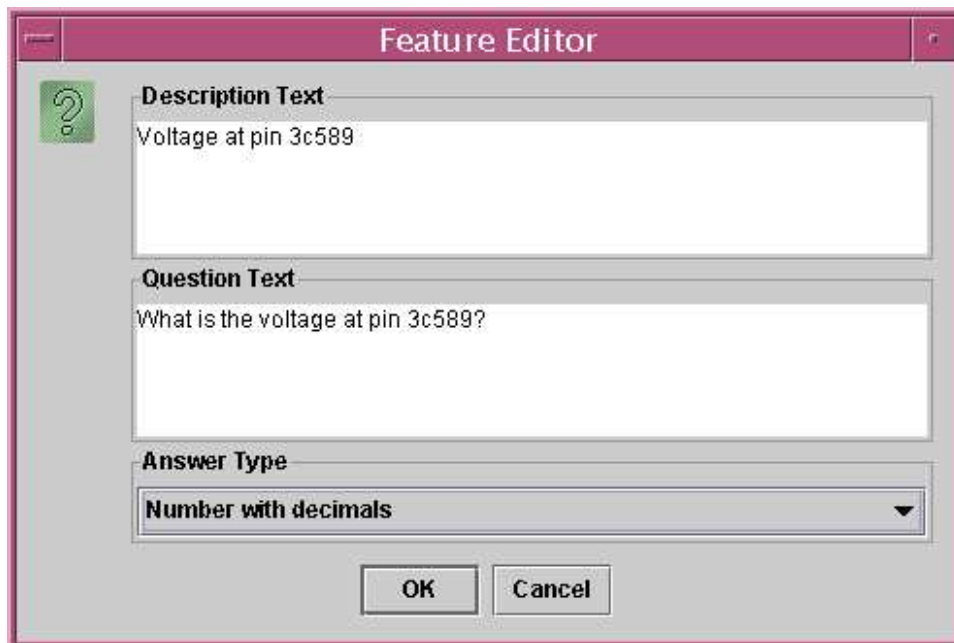 Feature Editor
Description Text
Voltage at pin 3c589
Question Text
What is the voltage at pin 3c589?
Answer Type
Number with decimals
OK
Cancel